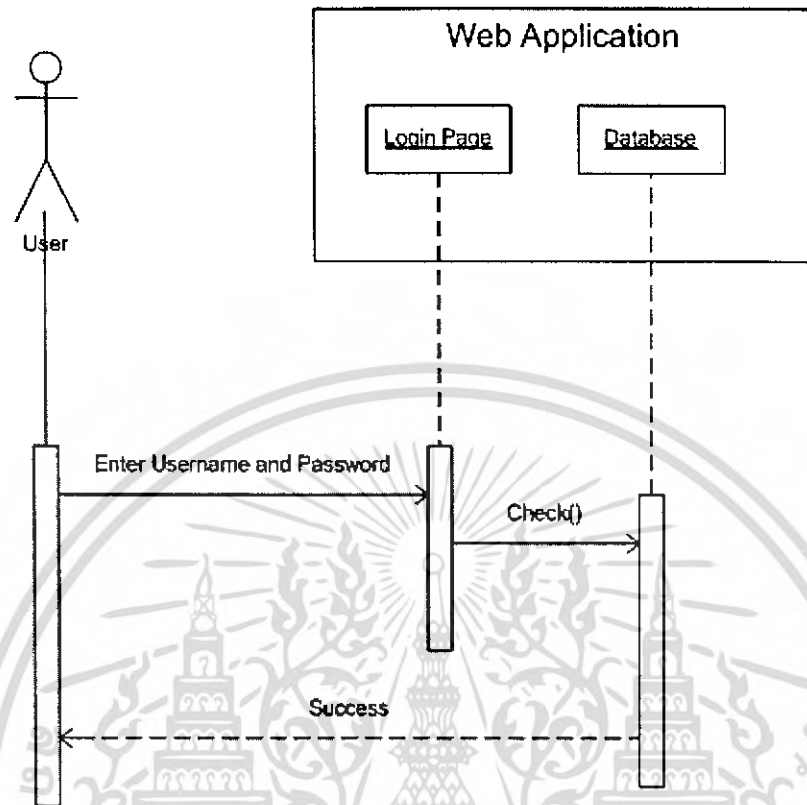 Web Application
Login Page
Database
User
Enter Username and Password
Check()
Success